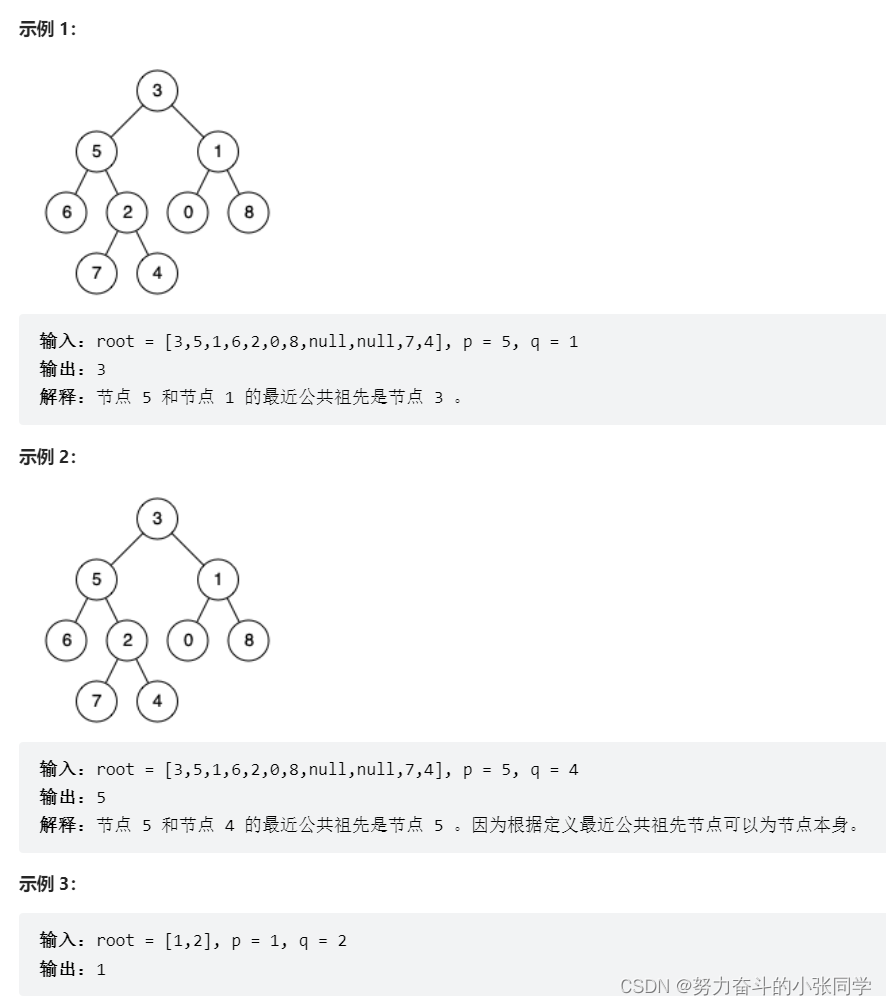 示例 1：
3
5 1
6 2 0 8
7 4
输入：root = [3,5,1,6,2,0,8,null,null,7,4], p = 5, q = 1
输出：3
解释：节点 5 和节点 1 的最近公共祖先是节点 3 。
示例 2：
3
5 1
6 2 0 8
7 4
输入：root = [3,5,1,6,2,0,8,null,null,7,4], p = 5, q = 4
输出：5
解释：节点 5 和节点 4 的最近公共祖先是节点 5 。因为根据定义最近公共祖先节点可以为节点本身。
示例 3：
输入：root = [1,2], p = 1, q = 2
输出：1
CSDN @努力奋斗的小张同学